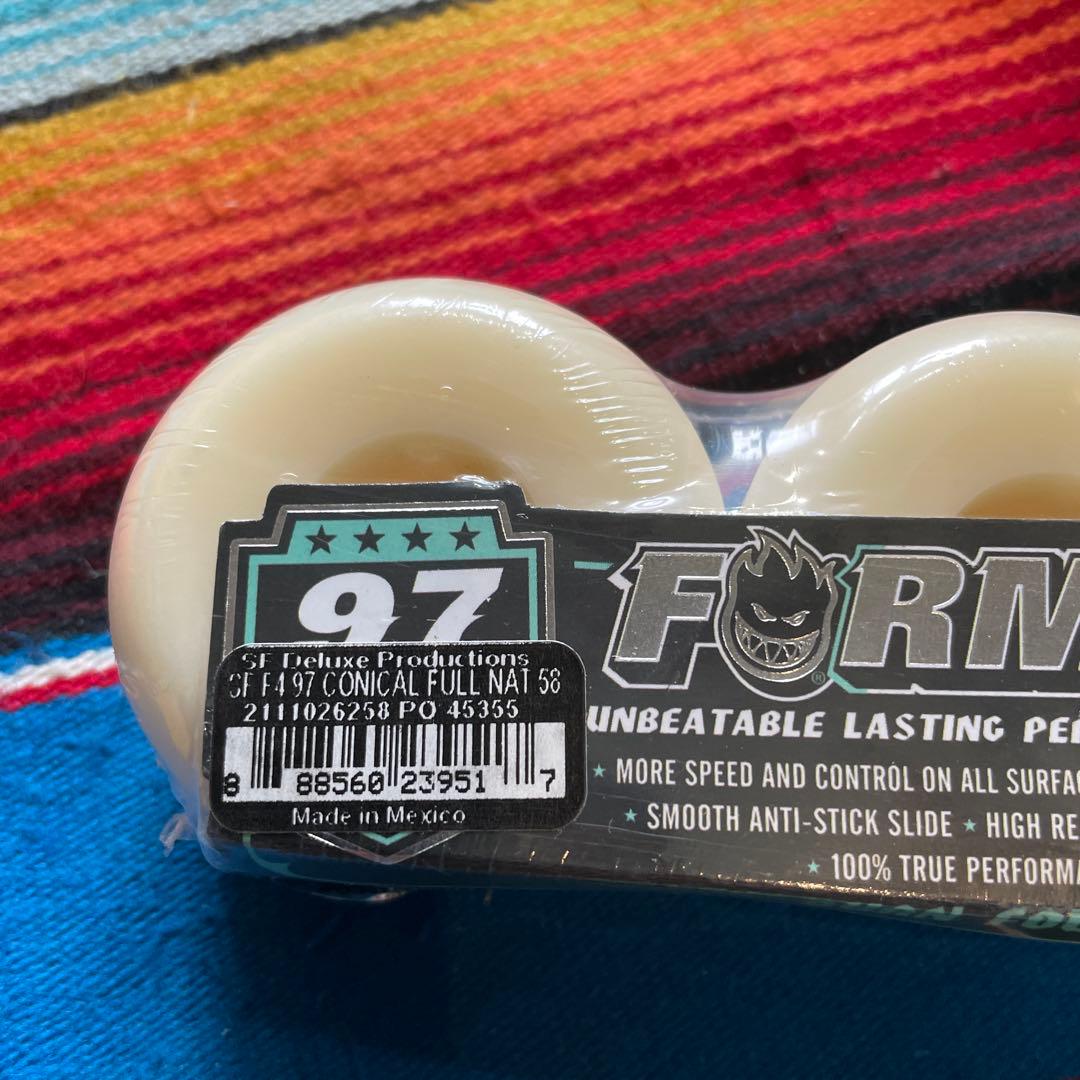 97
SF Deluxe Productions
SF F4 97 CONICAL FULL NAT 58
2111026258 PO 45355
8 88560 23951 7
Made in Mexico
FORM
®
UNBEATABLE LASTING PE
★ MORE SPEED AND CONTROL ON ALL SURFA
★ SMOOTH ANTI-STICK SLIDE ★ HIGH RE
★ 100% TRUE PERFORMA